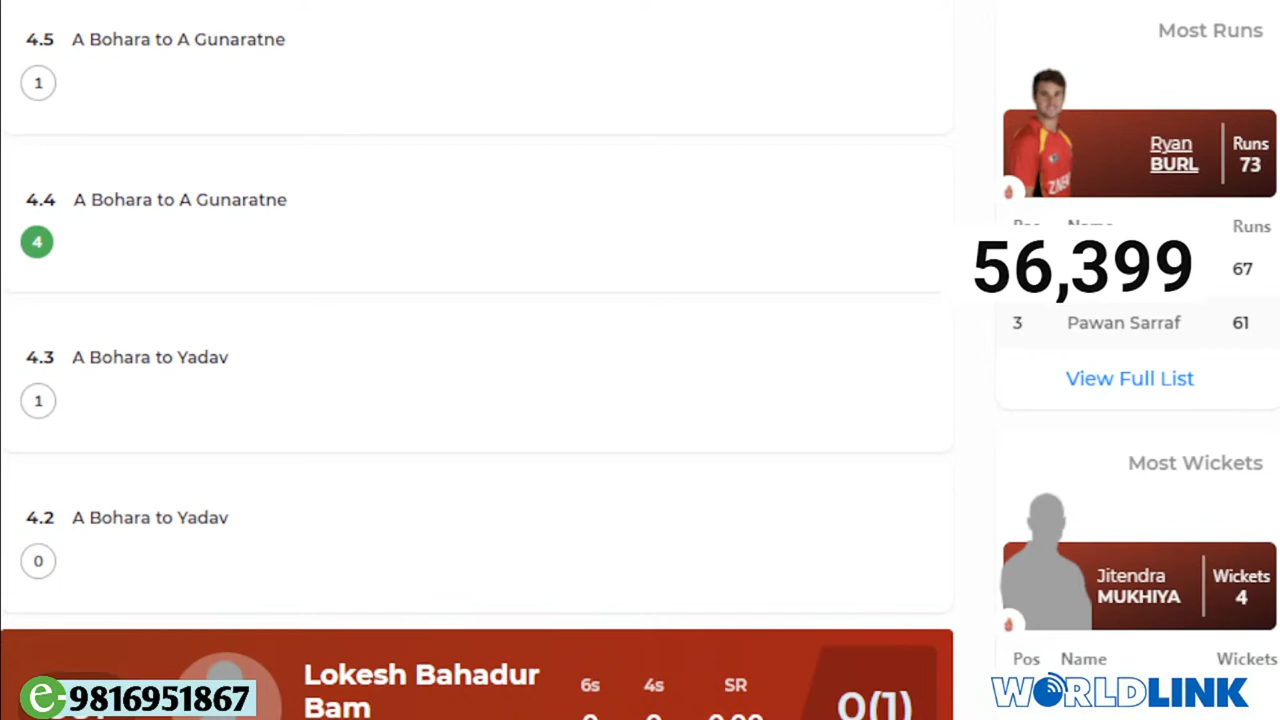 4.5 A Bohara to A Gunaratne
1
4.4 A Bohara to A Gunaratne
4
4.3 A Bohara to Yadav
1
4.2 A Bohara to Yadav
0
Lokesh Bahadur
Bam
6s 4s SR
0(1)
e-9816951867
Most Runs
Ryan
BURL
Runs
73
Runs
56,399
67
3 Pawan Sarraf 61
View Full List
Most Wickets
Jitendra
MUKHIYA
Wickets
4
Pos Name Wickets
WORLDLINK